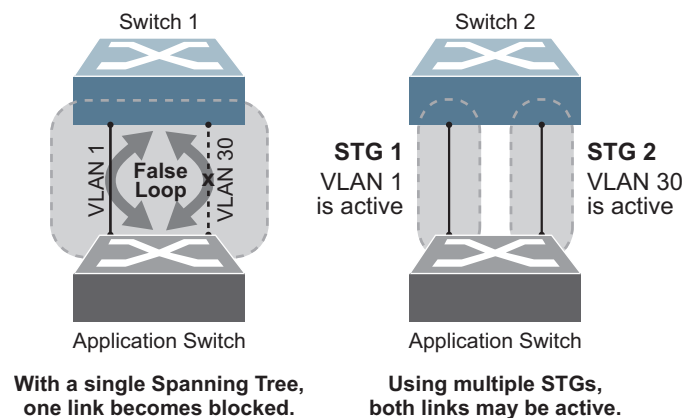 Switch 1
VLAN 1
False
Loop
X
VLAN 30
Application Switch
With a single Spanning Tree,
one link becomes blocked.
Switch 2
STG 1
VLAN 1
is active
STG 2
VLAN 30
is active
Application Switch
Using multiple STGs,
both links may be active.